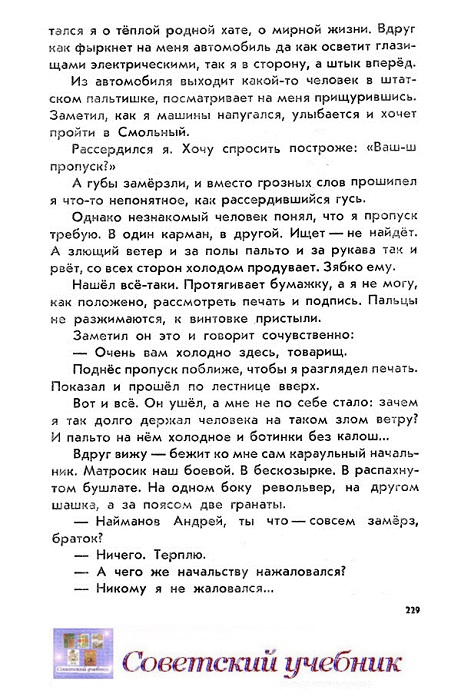 тался я о тёплой родной хате, о мирной жизни. Вдруг
как фыркнет на меня автомобиль да как осветит глази-
щами электрическими, так я в сторону, а штык вперёд.
Из автомобиля выходит какой-то человек в штат-
ском пальтишке, посматривает на меня прищурившись.
Заметил, как я машины напугался, улыбается и хочет
пройти в Смольный.
Рассердился я. Хочу спросить построже: «Ваш-ш
пропуск?»
А губы замёрзли, и вместо грозных слов прошипел
я что-то непонятное, как рассердившийся гусь.
Однако незнакомый человек понял, что я пропуск
требую. В один карман, в другой. Ищет — не найдёт.
А злющий ветер и за полы пальто и за рукава так и
рвёт, со всех сторон холодом продувает. Зябко ему.
Нашёл всё-таки. Протягивает бумажку, а я не могу,
как положено, рассмотреть печать и подпись. Пальцы
не разжимаются, к винтовке пристыли.
Заметил он это и говорит сочувственно:
— Очень вам холодно здесь, товарищ.
Поднёс пропуск поближе, чтобы я разглядел печать.
Показал и прошёл по лестнице вверх.
Вот и всё. Он ушёл, а мне не по себе стало: зачем
я так долго держал человека на таком злом ветру?
И пальто на нём холодное и ботинки без калош...
Вдруг вижу — бежит ко мне сам караульный началь-
ник. Матросик наш боевой. В бескозырке. В распахну-
том бушлате. На одном боку револьвер, на другом
шашка, а за поясом две гранаты.
— Найманов Андрей, ты что — совсем замёрз,
браток?
— Ничего. Терплю.
— А чего же начальству нажаловался?
— Никому я не жаловался...
229
Советский учебник
Советский учебник